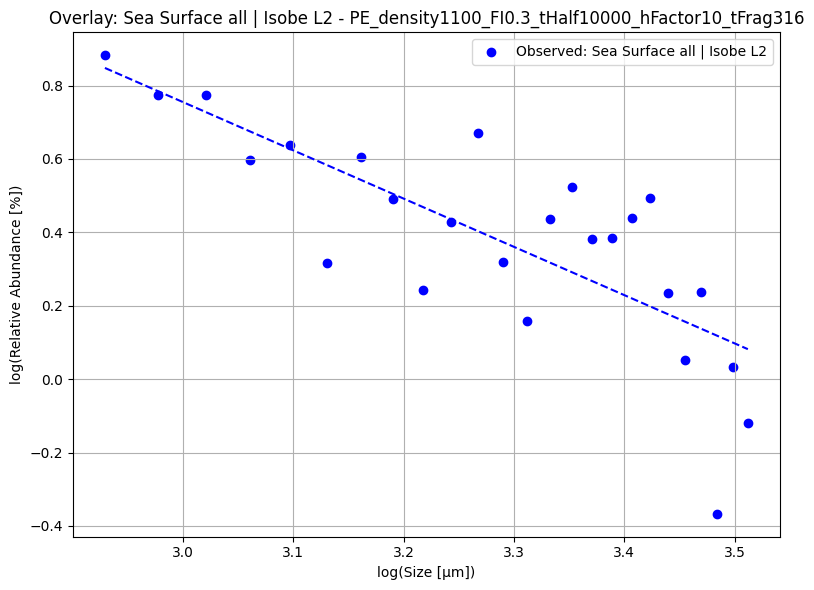 Overlay: Sea Surface all | Isobe L2 - PE_density1100_FI0.3_tHalf10000_hFactor10_tFrag316
Observed: Sea Surface all | Isobe L2
log(Relative Abundance [%])
0.8
0.6
0.4
0.2
0.0
−0.2
−0.4
3.0 3.1 3.2 3.3 3.4 3.5
log(Size [μm])